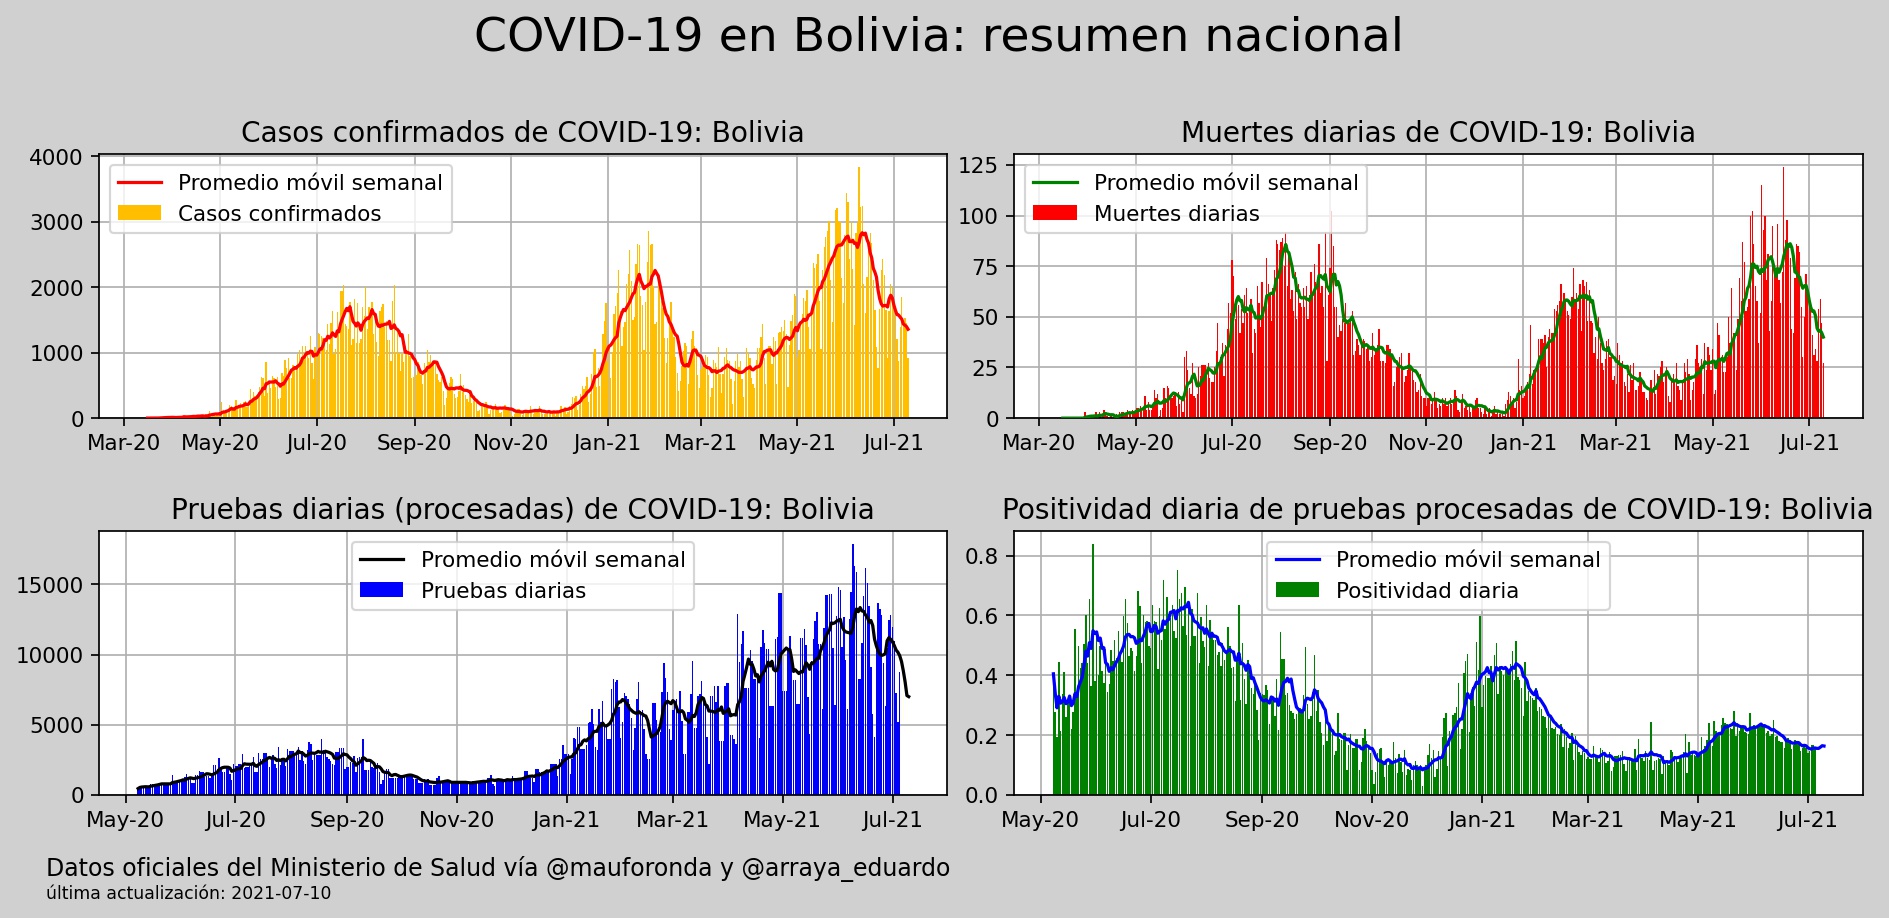 COVID-19 en Bolivia: resumen nacional
Casos confirmados de COVID-19: Bolivia
4000
3000
2000
1000
0
Promedio móvil semanal
Casos confirmados
Mar-20 May-20 Jul-20 Sep-20 Nov-20 Jan-21 Mar-21 May-21 Jul-21
Muertes diarias de COVID-19: Bolivia
125
100
75
50
25
0
Promedio móvil semanal
Muertes diarias
Mar-20 May-20 Jul-20 Sep-20 Nov-20 Jan-21 Mar-21 May-21 Jul-21
Pruebas diarias (procesadas) de COVID-19: Bolivia
15000
10000
5000
0
Promedio móvil semanal
Pruebas diarias
May-20 Jul-20 Sep-20 Nov-20 Jan-21 Mar-21 May-21 Jul-21
Positividad diaria de pruebas procesadas de COVID-19: Bolivia
0.8
0.6
0.4
0.2
0.0
Promedio móvil semanal
Positividad diaria
May-20 Jul-20 Sep-20 Nov-20 Jan-21 Mar-21 May-21 Jul-21
Datos oficiales del Ministerio de Salud vía @mauforonda y @arraya_eduardo
última actualización: 2021-07-10